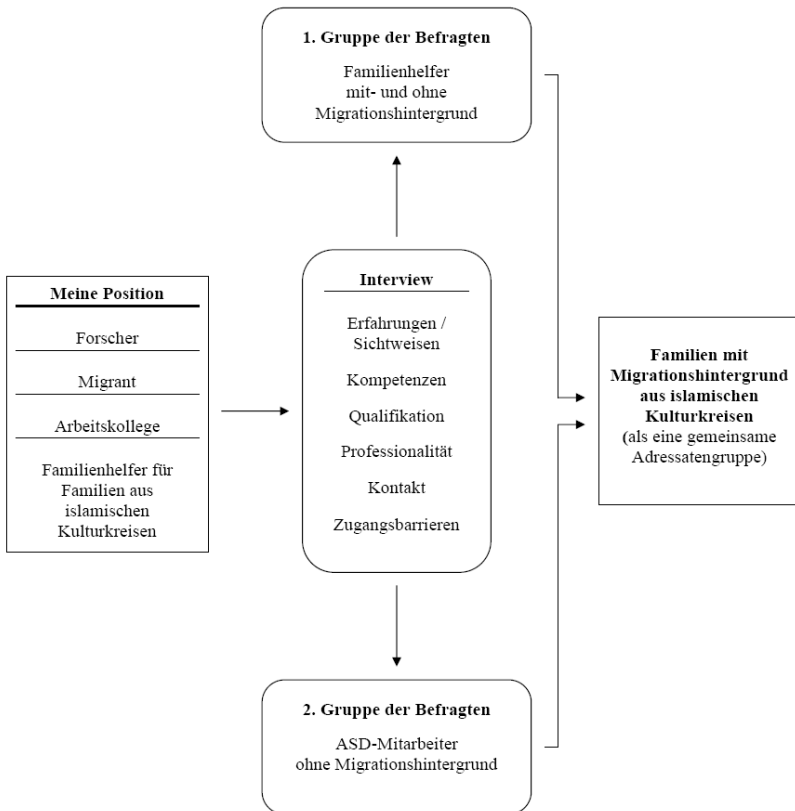 1. Gruppe der Befragten
Familienhelfer
mit- und ohne
Migrationshintergrund
Meine Position
Forscher
Migrant
Arbeitskollege
Familienhelfer für
Familien aus
islamischen
Kulturkreisen
Interview
Erfahrungen /
Sichtweisen
Kompetenzen
Qualifikation
Professionalität
Kontakt
Zugangsbarrieren
Familien mit
Migrationshintergrund
aus islamischen
Kulturkreisen
(als eine gemeinsame
Adressatengruppe)
2. Gruppe der Befragten
ASD-Mitarbeiter
ohne Migrationshintergrund